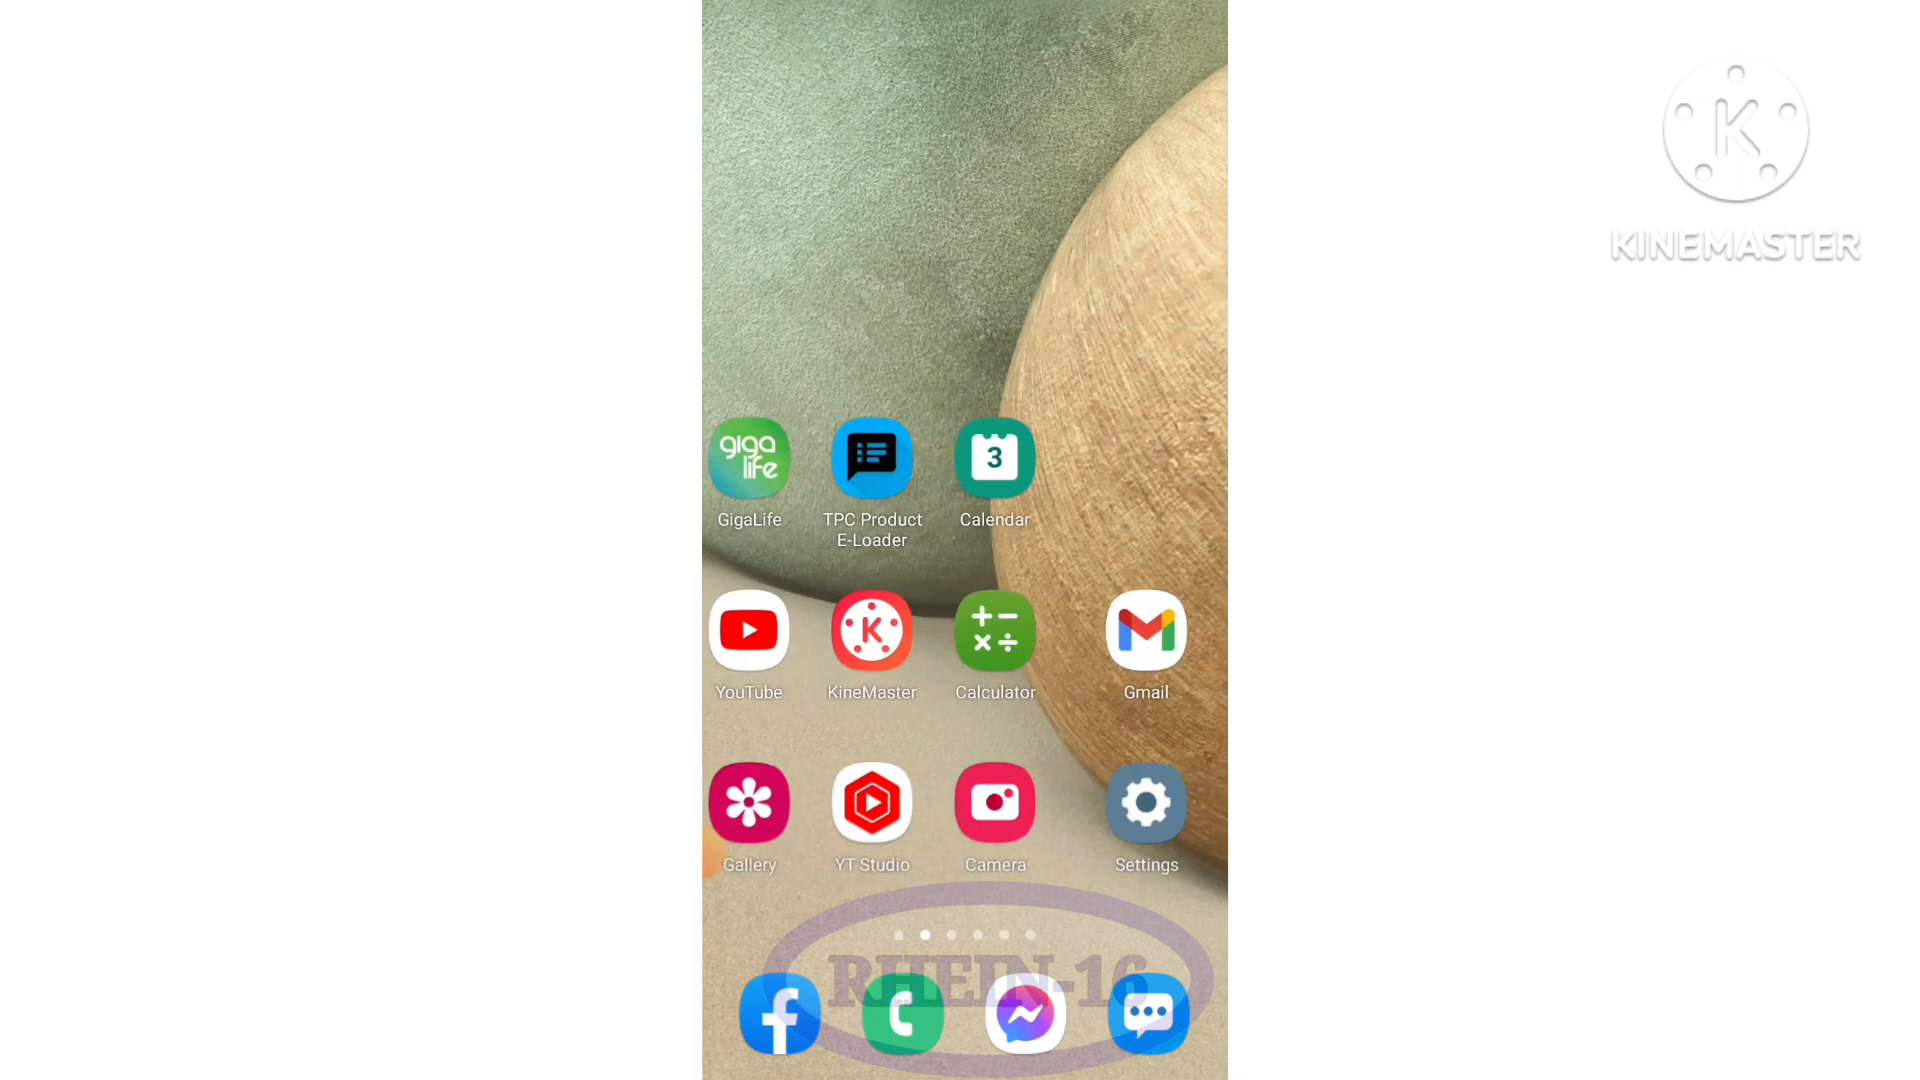 K
KINEMASTER
giga
life
3
GigaLife
TPC Product
E-Loader
Calendar
K
YouTube
KineMaster
Calculator
Gmail
Gallery
YT Studio
Camera
Settings
RHEIN-16